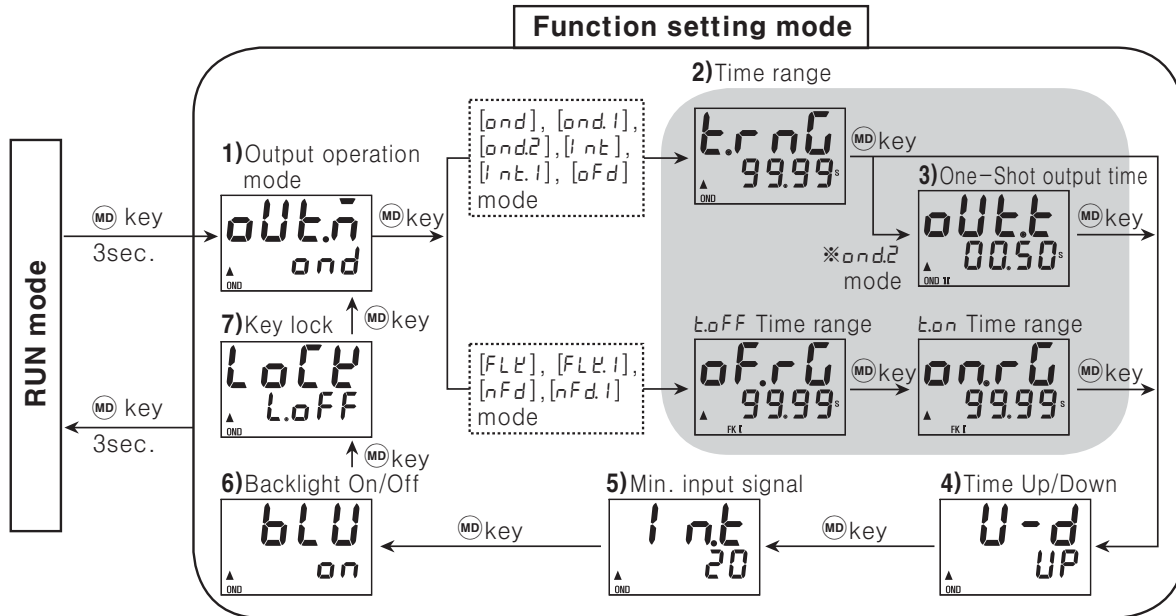 Function setting mode
RUN mode
MD key
3sec.
MD key
3sec.
1)Output operation
mode
oUt.m
ond
OND
MD key
[ond], [ond.1],
[ond.2],[Int],
[Int.1], [oFd]
mode
2)Time range
t.rnG
99.99s
OND
MD key
3)One-Shot output time
oUt.t
00.50s
OND
MD key
※ond.2
mode
[FLK], [FLK.1],
[nFd],[nFd.1]
mode
t.oFF Time range
oF.rG
99.99s
FK
MD key
t.on Time range
on.rG
99.99s
FK
MD key
4)Time Up/Down
U-d
UP
OND
MD key
5)Min. input signal
In.t
20
OND
MD key
6)Backlight On/Off
bLU
on
OND
MD key
7)Key lock
LoCK
L.oFF
OND
MD key